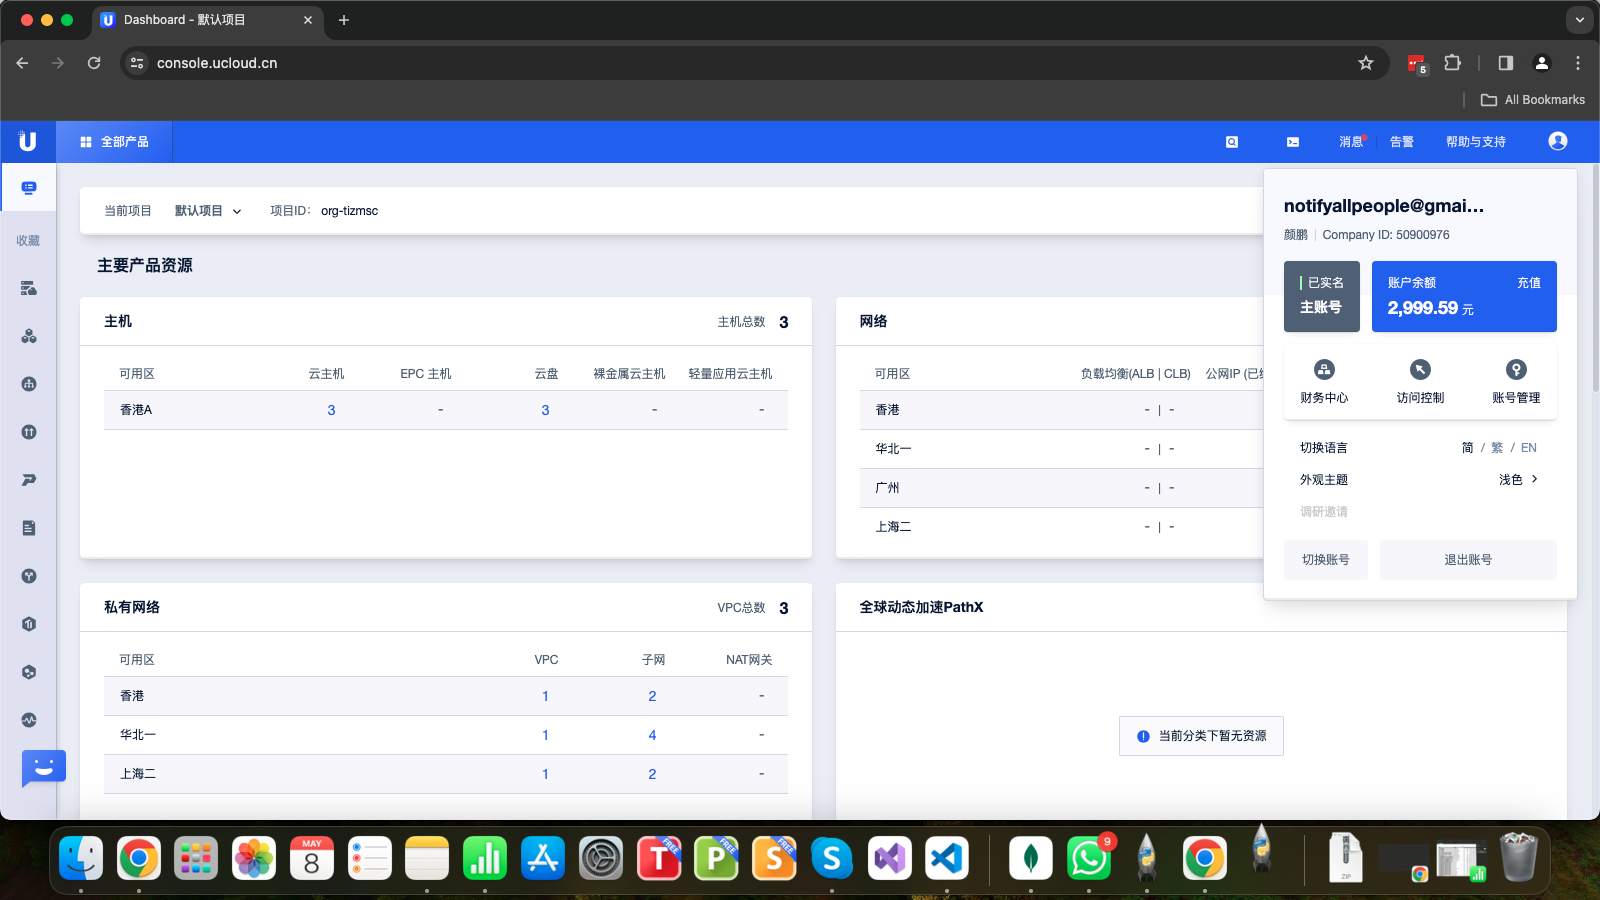 Dashboard - 默认项目
console.ucloud.cn
5
All Bookmarks
U
全部产品
消息
告警
帮助与支持
收藏
当前项目
默认项目
项目ID：
org-tizmsc
主要产品资源
主机
主机总数 3
可用区 云主机 EPC 主机 云盘 裸金属云主机 轻量应用云主机
香港A 3 - 3 - -
网络
可用区 负载均衡(ALB | CLB) 公网IP
香港 - | -
华北一 - | -
广州 - | -
上海二 - | -
私有网络
VPC总数 3
可用区 VPC 子网 NAT网关
香港 1 2 -
华北一 1 4 -
上海二 1 2 -
全球动态加速PathX
当前分类下暂无资源
notifyallpeople@gmai...
颜鹏 Company ID: 50900976
已实名
主账号
账户余额 充值
2,999.59 元
财务中心 访问控制 账号管理
切换语言 简 / 繁 / EN
外观主题 浅色
调研邀请
切换账号 退出账号
MAY
8
T FREE
P FREE
S FREE
S
9
ZIP